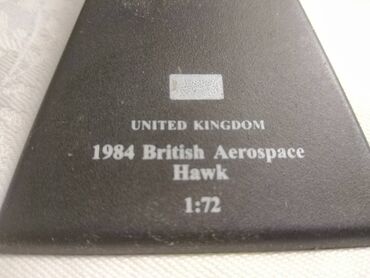 UNITED KINGDOM
1984 British Aerospace
Hawk
1:72